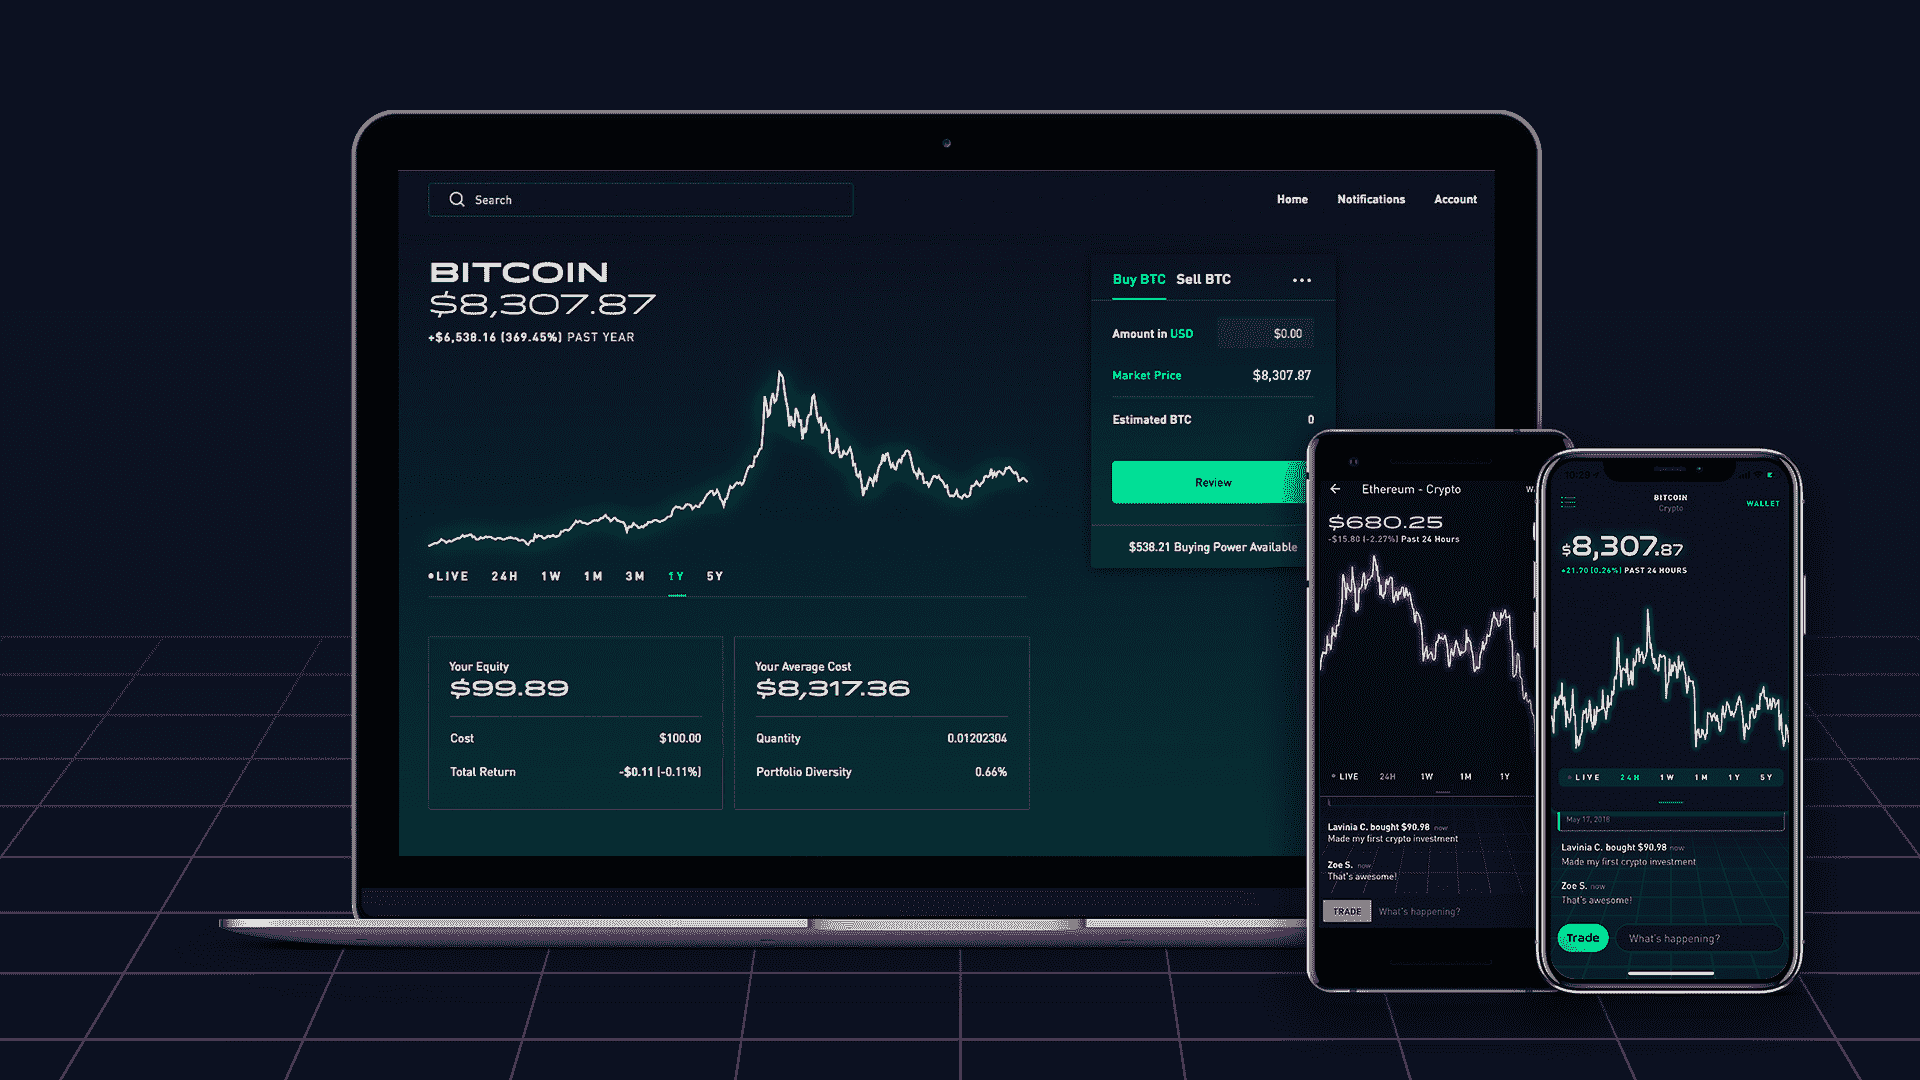 Search
Home Notifications Account
BITCOIN
$8,307.87
+$6,538.16 (369.45%) PAST YEAR
LIVE 24H 1W 1M 3M 1Y 5Y
Your Equity
$99.89
Cost $100.00
Total Return -$0.11 (-0.11%)
Your Average Cost
$8,317.36
Quantity 0.01202304
Portfolio Diversity 0.66%
Buy BTC Sell BTC
Amount in USD $0.00
Market Price $8,307.87
Estimated BTC 0
Review
$538.21 Buying Power Available
Ethereum - Crypto
$680.25
-$15.80 (-2.27%) Past 24 Hours
LIVE 24H 1W 1M 1Y
Lavinia C. bought $90.98 now
Made my first crypto investment
Zoe S. now
That's awesome!
TRADE What's happening?
10:29
BITCOIN
Crypto
WALLET
$8,307.87
+21.70 (0.26%) PAST 24 HOURS
LIVE 24H 1W 1M 1Y 5Y
May 17, 2018
Lavinia C. bought $90.98 now
Made my first crypto investment
Zoe S. now
That's awesome!
Trade What's happening?